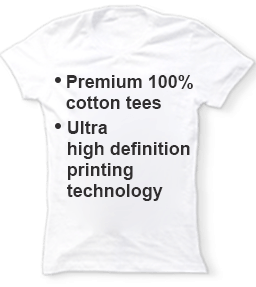 • Premium 100%
cotton tees
• Ultra
high definition
printing
technology